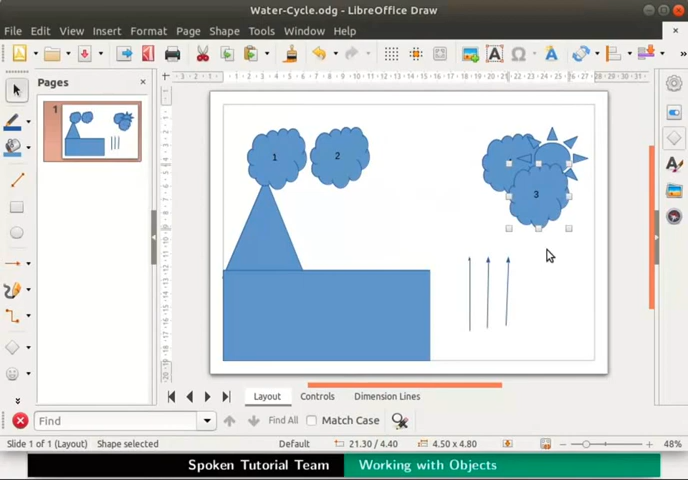 Water-Cycle.odg - LibreOffice Draw
File Edit View Insert Format Page Shape Tools Window Help
Pages
1
1 2
3
Layout Controls Dimension Lines
Find Find All Match Case
Slide 1 of 1 (Layout) Shape selected Default 21.30 / 4.40 4.50 x 4.80 48%
Spoken Tutorial Team Working with Objects